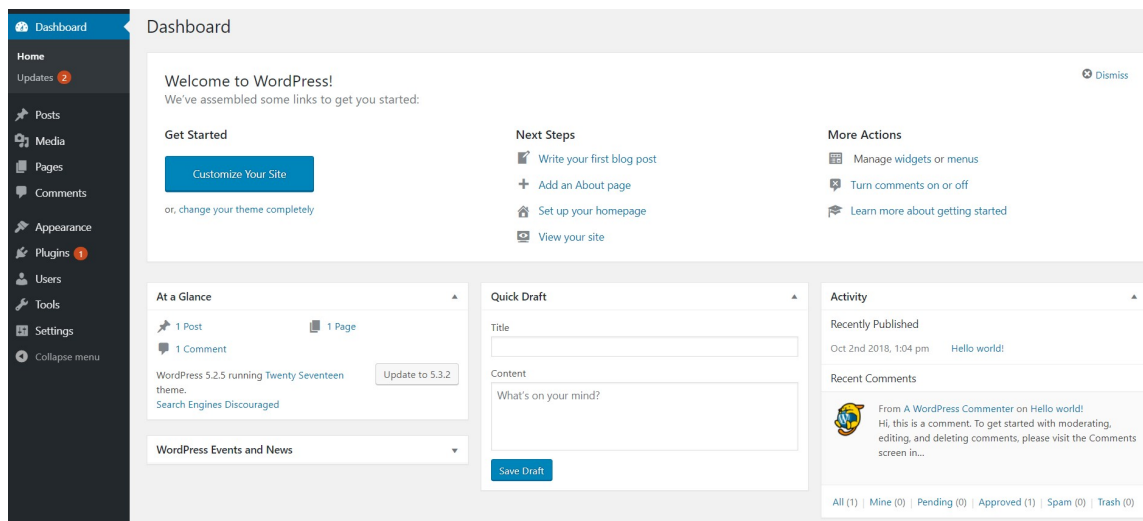 Dashboard
Home
Updates 2
Posts
Media
Pages
Comments
Appearance
Plugins 1
Users
Tools
Settings
Collapse menu
Dashboard
Welcome to WordPress!
We've assembled some links to get you started:
Dismiss
Get Started
Customize Your Site
or, change your theme completely
Next Steps
Write your first blog post
Add an About page
Set up your homepage
View your site
More Actions
Manage widgets or menus
Turn comments on or off
Learn more about getting started
At a Glance
1 Post
1 Page
1 Comment
WordPress 5.2.5 running Twenty Seventeen
theme.
Update to 5.3.2
Search Engines Discouraged
WordPress Events and News
Quick Draft
Title
Content
What's on your mind?
Save Draft
Activity
Recently Published
Oct 2nd 2018, 1:04 pm Hello world!
Recent Comments
From A WordPress Commenter on Hello world!
Hi, this is a comment. To get started with moderating,
editing, and deleting comments, please visit the Comments
screen in...
All (1) | Mine (0) | Pending (0) | Approved (1) | Spam (0) | Trash (0)